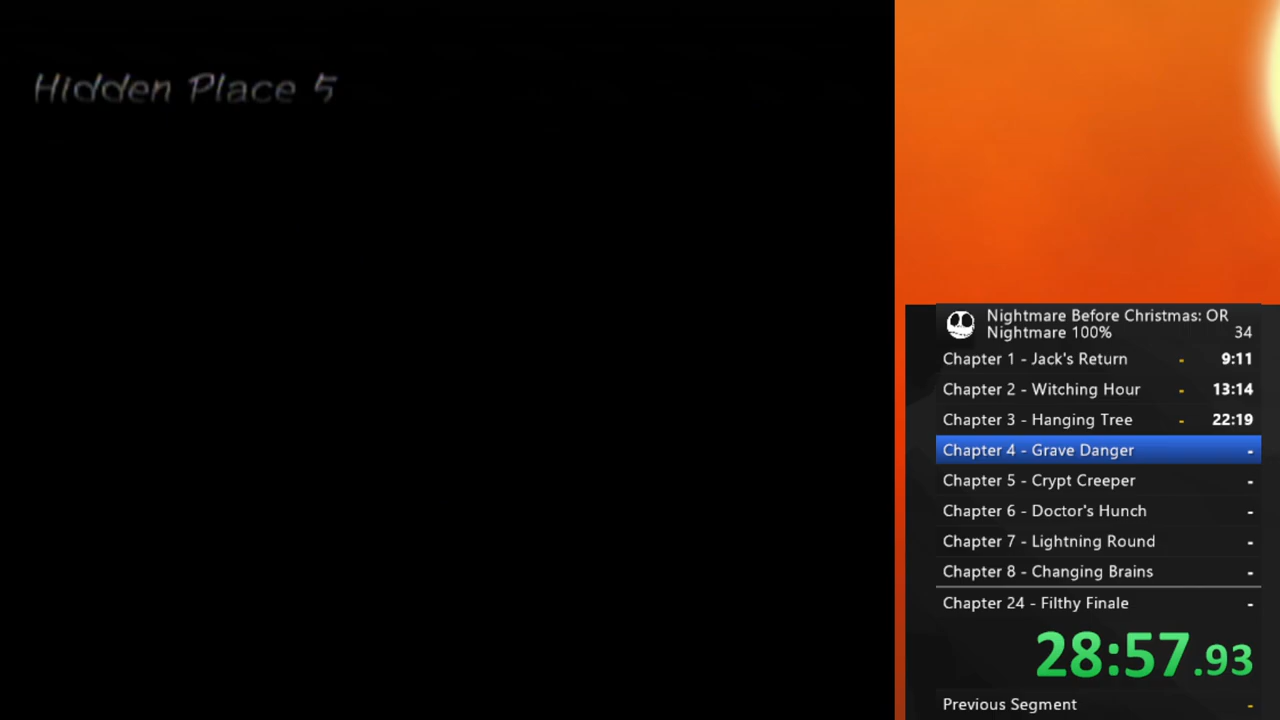 Hidden Place 5
Nightmare Before Christmas: OR
Nightmare 100% 34
Chapter 1 - Jack's Return - 9:11
Chapter 2 - Witching Hour - 13:14
Chapter 3 - Hanging Tree - 22:19
Chapter 4 - Grave Danger -
Chapter 5 - Crypt Creeper -
Chapter 6 - Doctor's Hunch -
Chapter 7 - Lightning Round -
Chapter 8 - Changing Brains -
Chapter 24 - Filthy Finale -
28:57.93
Previous Segment -